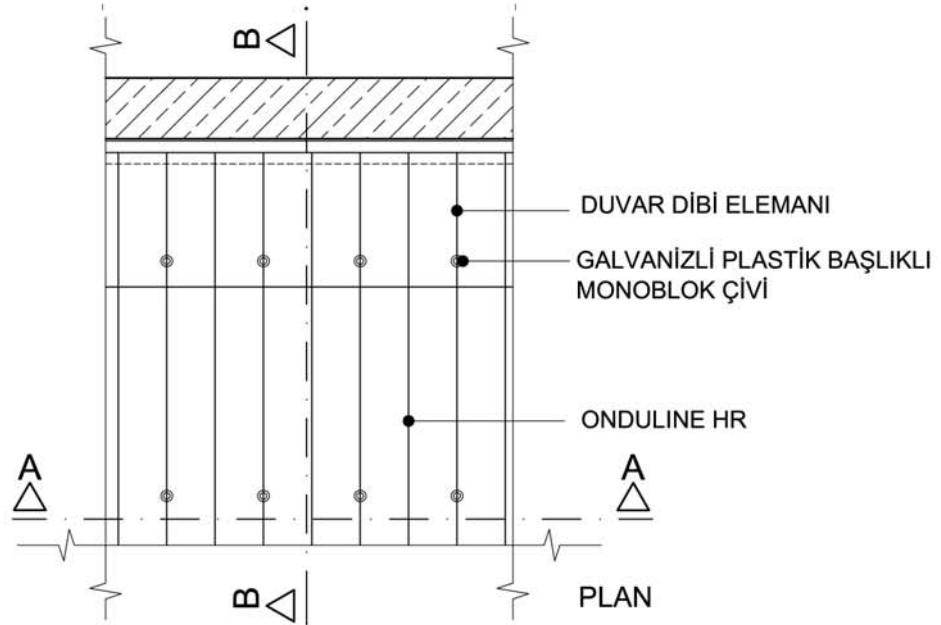 B
DUVAR DİBİ ELEMANI
GALVANİZLİ PLASTİK BAŞLIKLI
MONOBLOK ÇİVİ
ONDULINE HR
A A
B
PLAN